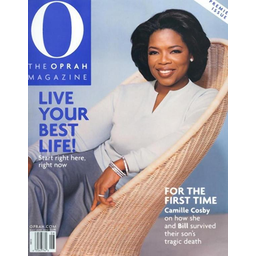 PREMIERE
ISSUE
O
THE OPRAH
MAGAZINE
LIVE
YOUR
BEST
LIFE!
Start right here,
right now
FOR THE
FIRST TIME
Camille Cosby
on how she
and Bill survived
their son's
tragic death
OPRAH.COM